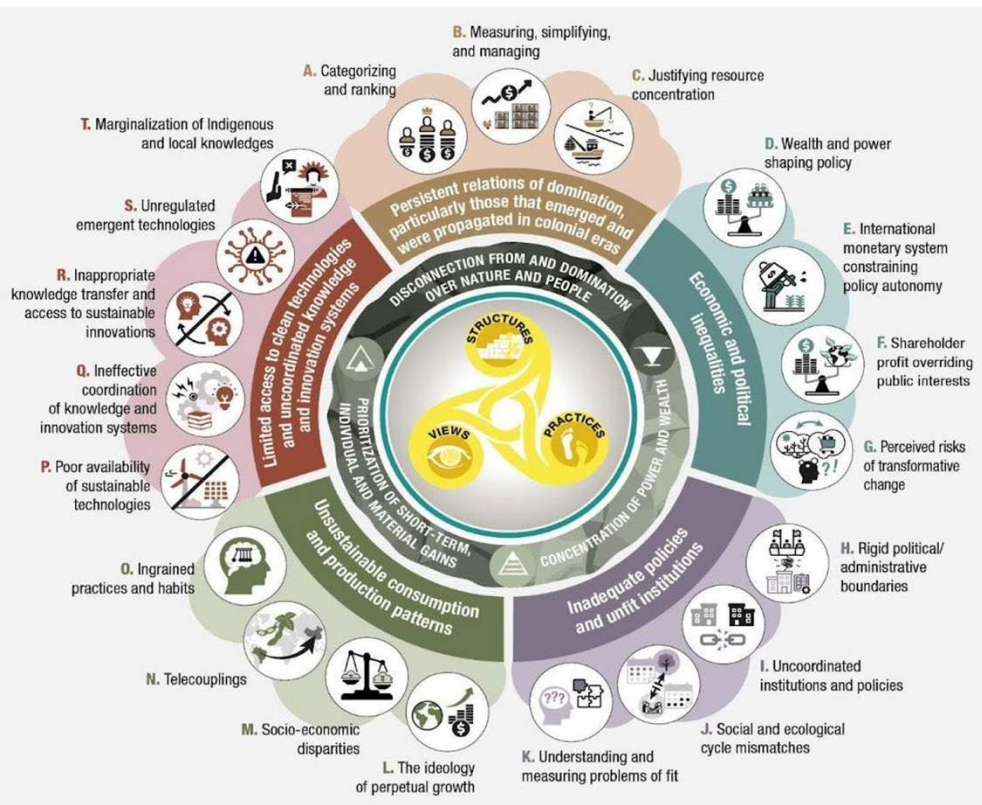 B. Measuring, simplifying,
and managing
A. Categorizing
and ranking
C. Justifying resource
concentration
T. Marginalization of Indigenous
and local knowledges
D. Wealth and power
shaping policy
S. Unregulated
emergent technologies
E. International
monetary system
constraining
policy autonomy
R. Inappropriate
knowledge transfer and
access to sustainable
innovations
F. Shareholder
profit overriding
public interests
Q. Ineffective
coordination
of knowledge and
innovation systems
G. Perceived risks
of transformative
change
P. Poor availability
of sustainable
technologies
H. Rigid political/
administrative
boundaries
O. Ingrained
practices and habits
I. Uncoordinated
institutions and policies
N. Telecouplings
J. Social and ecological
cycle mismatches
M. Socio-economic
disparities
K. Understanding and
measuring problems of fit
L. The ideology
of perpetual growth
Persistent relations of domination,
particularly those that emerged and
were propagated in colonial eras
Economic and political
inequalities
Inadequate policies
and unfit institutions
Unsustainable consumption
and production patterns
Limited access to clean technologies
and uncoordinated knowledge
and innovation systems
DISCONNECTION FROM AND DOMINATION
OVER NATURE AND PEOPLE
CONCENTRATION OF POWER AND WEALTH
PRIORITIZATION OF SHORT-TERM,
INDIVIDUAL AND MATERIAL GAINS
STRUCTURES
VIEWS
PRACTICES
???
?!